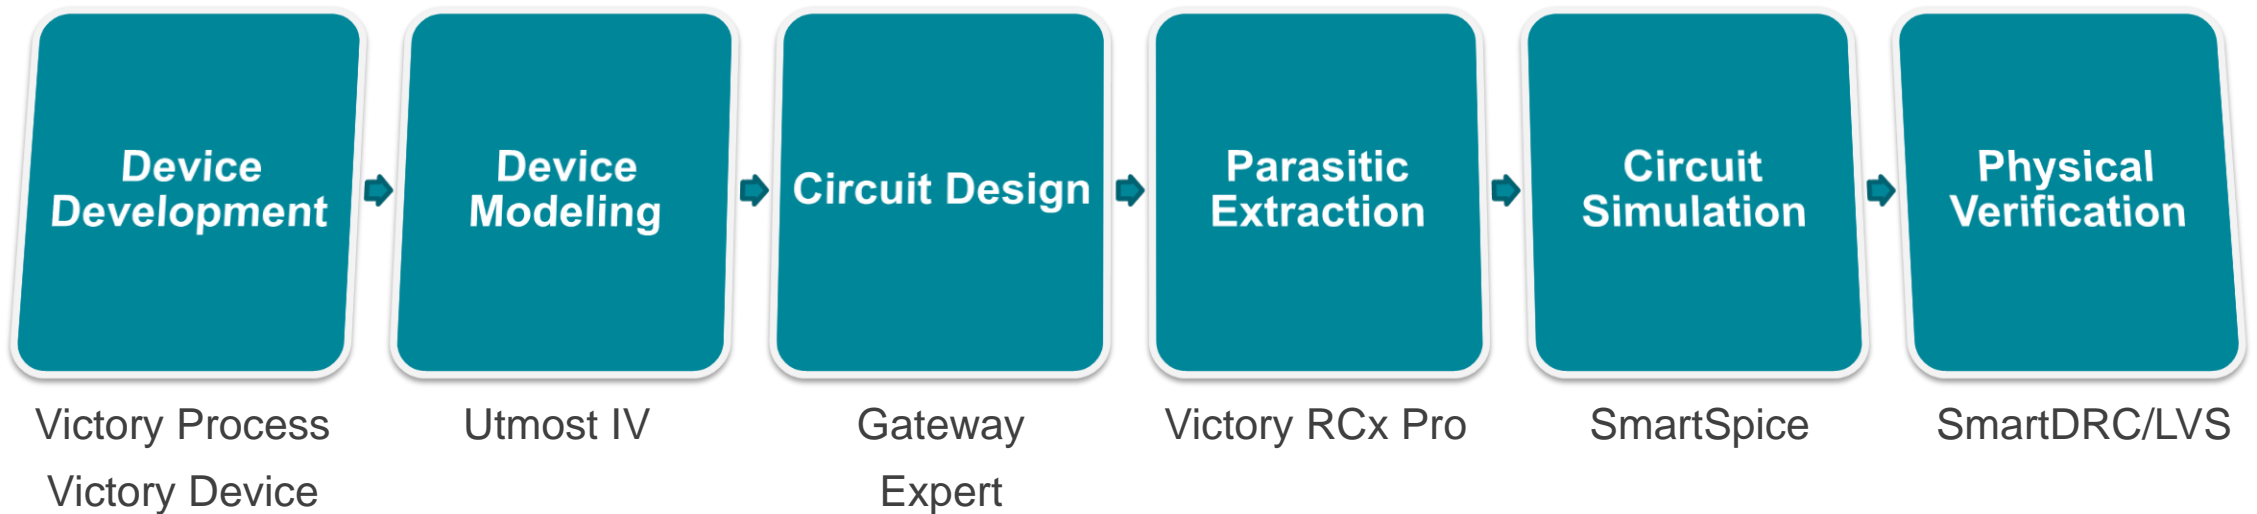 Device
Development
Device
Modeling
Circuit Design
Parasitic
Extraction
Circuit
Simulation
Physical
Verification
Victory Process
Victory Device
Utmost IV
Gateway
Expert
Victory RCx Pro
SmartSpice
SmartDRC/LVS